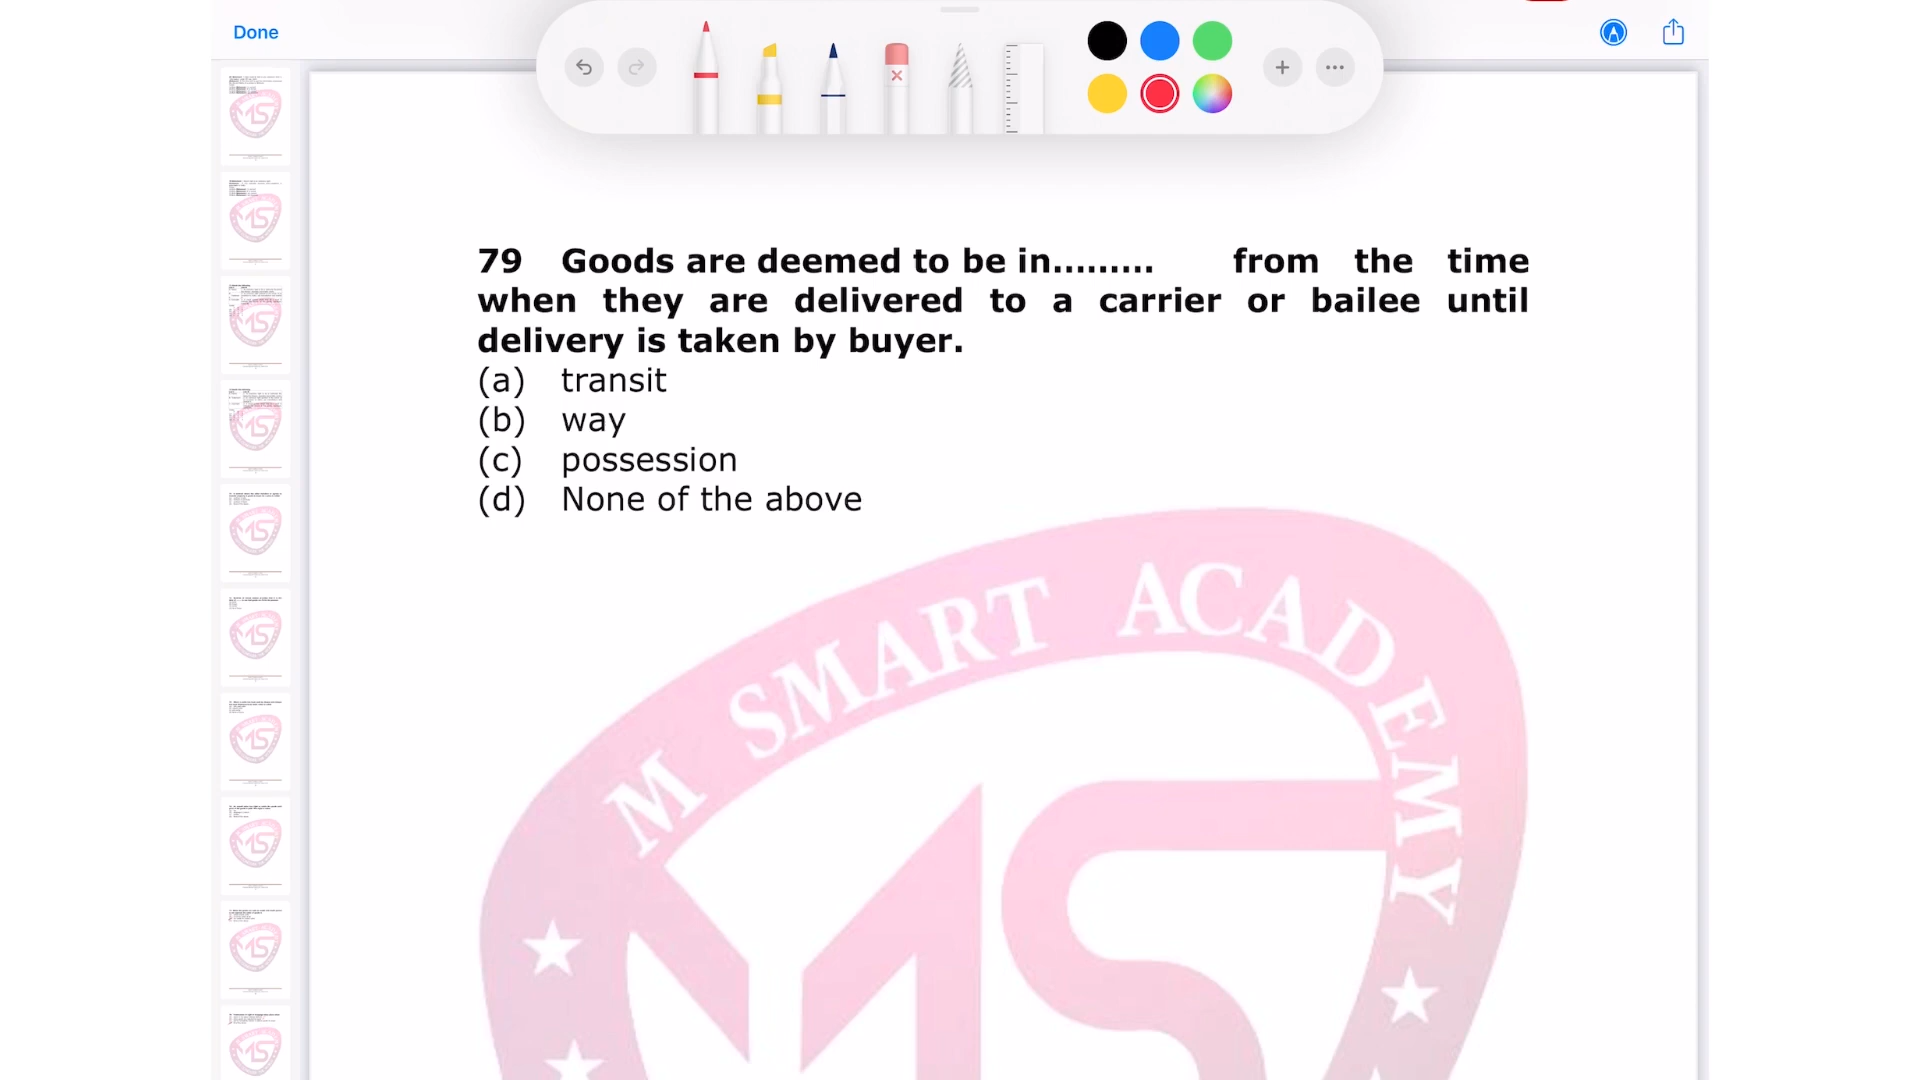 Done
79 Goods are deemed to be in......... from the time
when they are delivered to a carrier or bailee until
delivery is taken by buyer.
(a) transit
(b) way
(c) possession
(d) None of the above
M SMART ACADEMY
MS